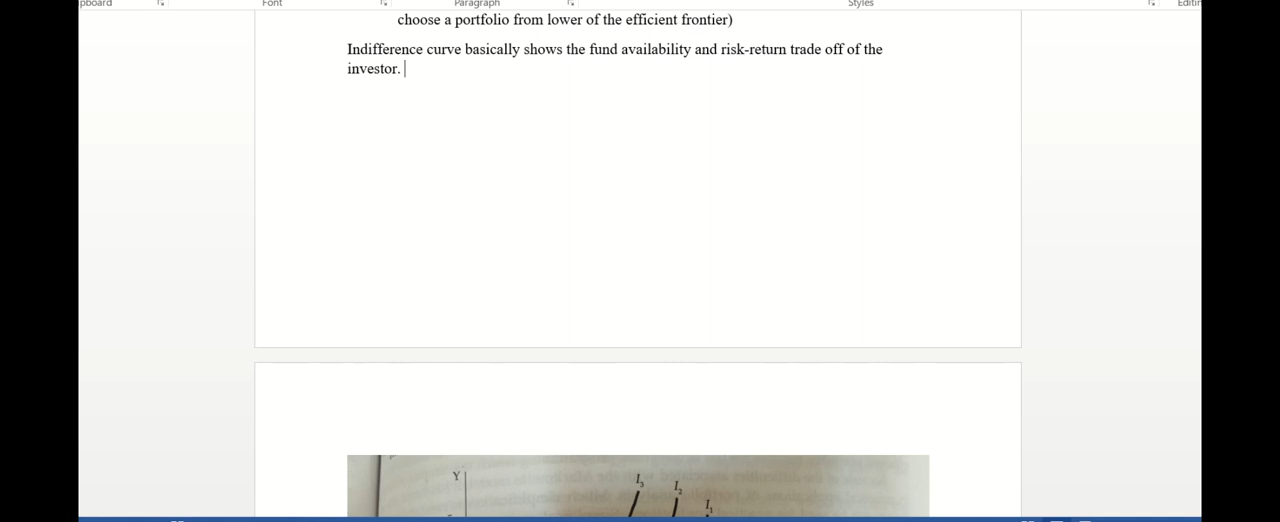 pboard Font Paragraph Styles Editin
choose a portfolio from lower of the efficient frontier)
Indifference curve basically shows the fund availability and risk-return trade off of the
investor.
Y I3 I2 I1